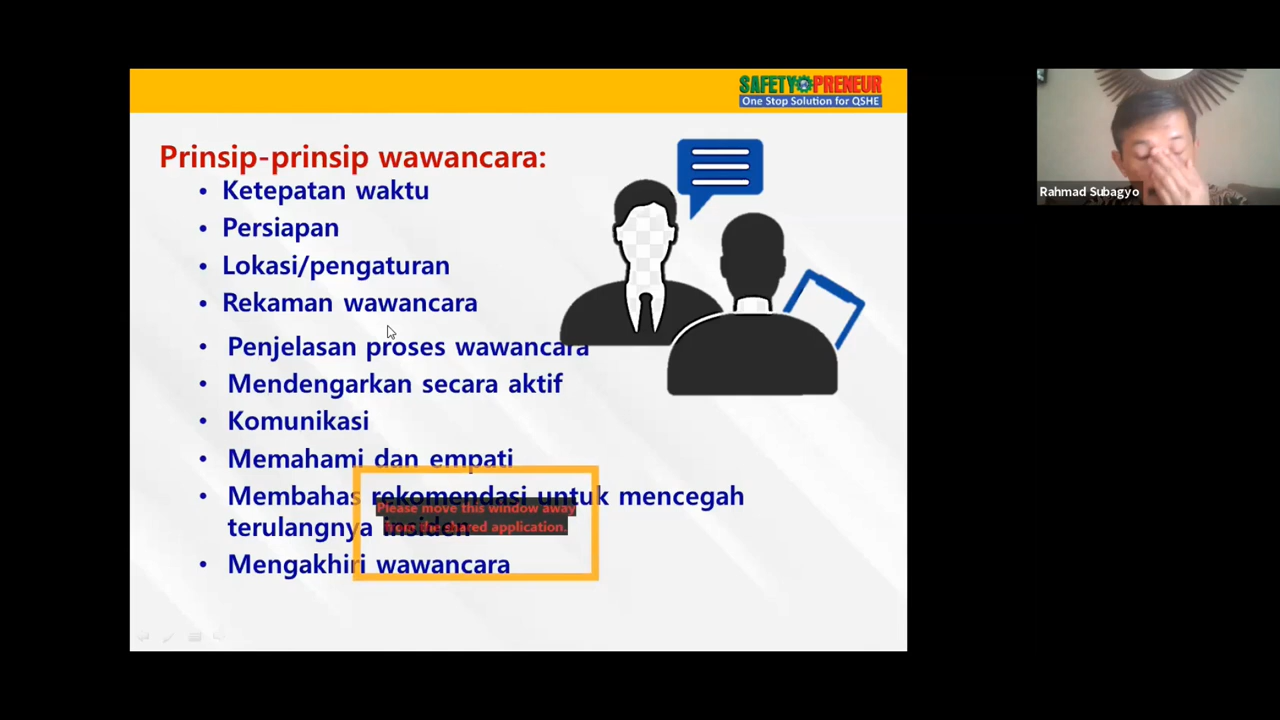 SAFETY PRENEUR
One Stop Solution for QSHE
Prinsip-prinsip wawancara:
• Ketepatan waktu
• Persiapan
• Lokasi/pengaturan
• Rekaman wawancara
• Penjelasan proses wawancara
• Mendengarkan secara aktif
• Komunikasi
• Memahami dan empati
• Membahas rekomendasi untuk mencegah
terulangnya insiden
• Mengakhiri wawancara
Please move this window away
from the shared application.
Rahmad Subagyo